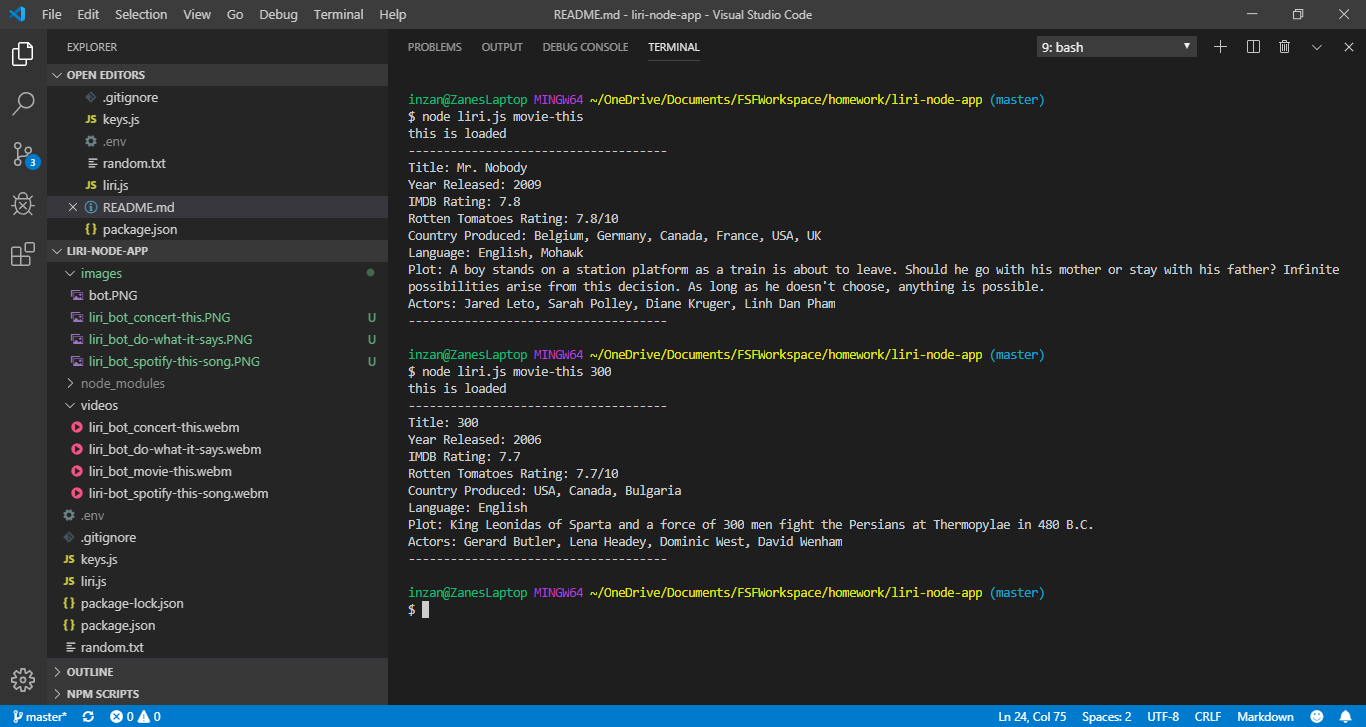 File Edit Selection View Go Debug Terminal Help README.md - liri-node-app - Visual Studio Code
EXPLORER
OPEN EDITORS
.gitignore
JS keys.js
.env
random.txt
JS liri.js
README.md
{} package.json
LIRI-NODE-APP
images
bot.PNG
liri_bot_concert-this.PNG U
liri_bot_do-what-it-says.PNG U
liri_bot_spotify-this-song.PNG U
node_modules
videos
liri_bot_concert-this.webm
liri_bot_do-what-it-says.webm
liri_bot_movie-this.webm
liri-bot_spotify-this-song.webm
.env
.gitignore
JS keys.js
JS liri.js
{} package-lock.json
{} package.json
random.txt
OUTLINE
NPM SCRIPTS
3
PROBLEMS OUTPUT DEBUG CONSOLE TERMINAL 9: bash
inzan@ZanesLaptop MINGW64 ~/OneDrive/Documents/FSFWorkspace/homework/liri-node-app (master)
$ node liri.js movie-this
this is loaded
-------------------------------------
Title: Mr. Nobody
Year Released: 2009
IMDB Rating: 7.8
Rotten Tomatoes Rating: 7.8/10
Country Produced: Belgium, Germany, Canada, France, USA, UK
Language: English, Mohawk
Plot: A boy stands on a station platform as a train is about to leave. Should he go with his mother or stay with his father? Infinite
possibilities arise from this decision. As long as he doesn't choose, anything is possible.
Actors: Jared Leto, Sarah Polley, Diane Kruger, Linh Dan Pham
-------------------------------------
inzan@ZanesLaptop MINGW64 ~/OneDrive/Documents/FSFWorkspace/homework/liri-node-app (master)
$ node liri.js movie-this 300
this is loaded
-------------------------------------
Title: 300
Year Released: 2006
IMDB Rating: 7.7
Rotten Tomatoes Rating: 7.7/10
Country Produced: USA, Canada, Bulgaria
Language: English
Plot: King Leonidas of Sparta and a force of 300 men fight the Persians at Thermopylae in 480 B.C.
Actors: Gerard Butler, Lena Headey, Dominic West, David Wenham
-------------------------------------
inzan@ZanesLaptop MINGW64 ~/OneDrive/Documents/FSFWorkspace/homework/liri-node-app (master)
$
master* 0 0 Ln 24, Col 75 Spaces: 2 UTF-8 CRLF Markdown